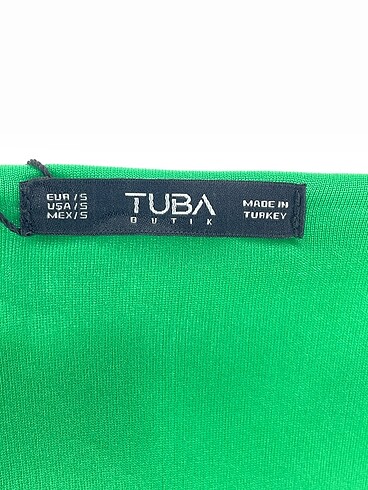 EUR/S
USA/S
MEX/S
TUBA
BUTIK
MADE IN
TURKEY